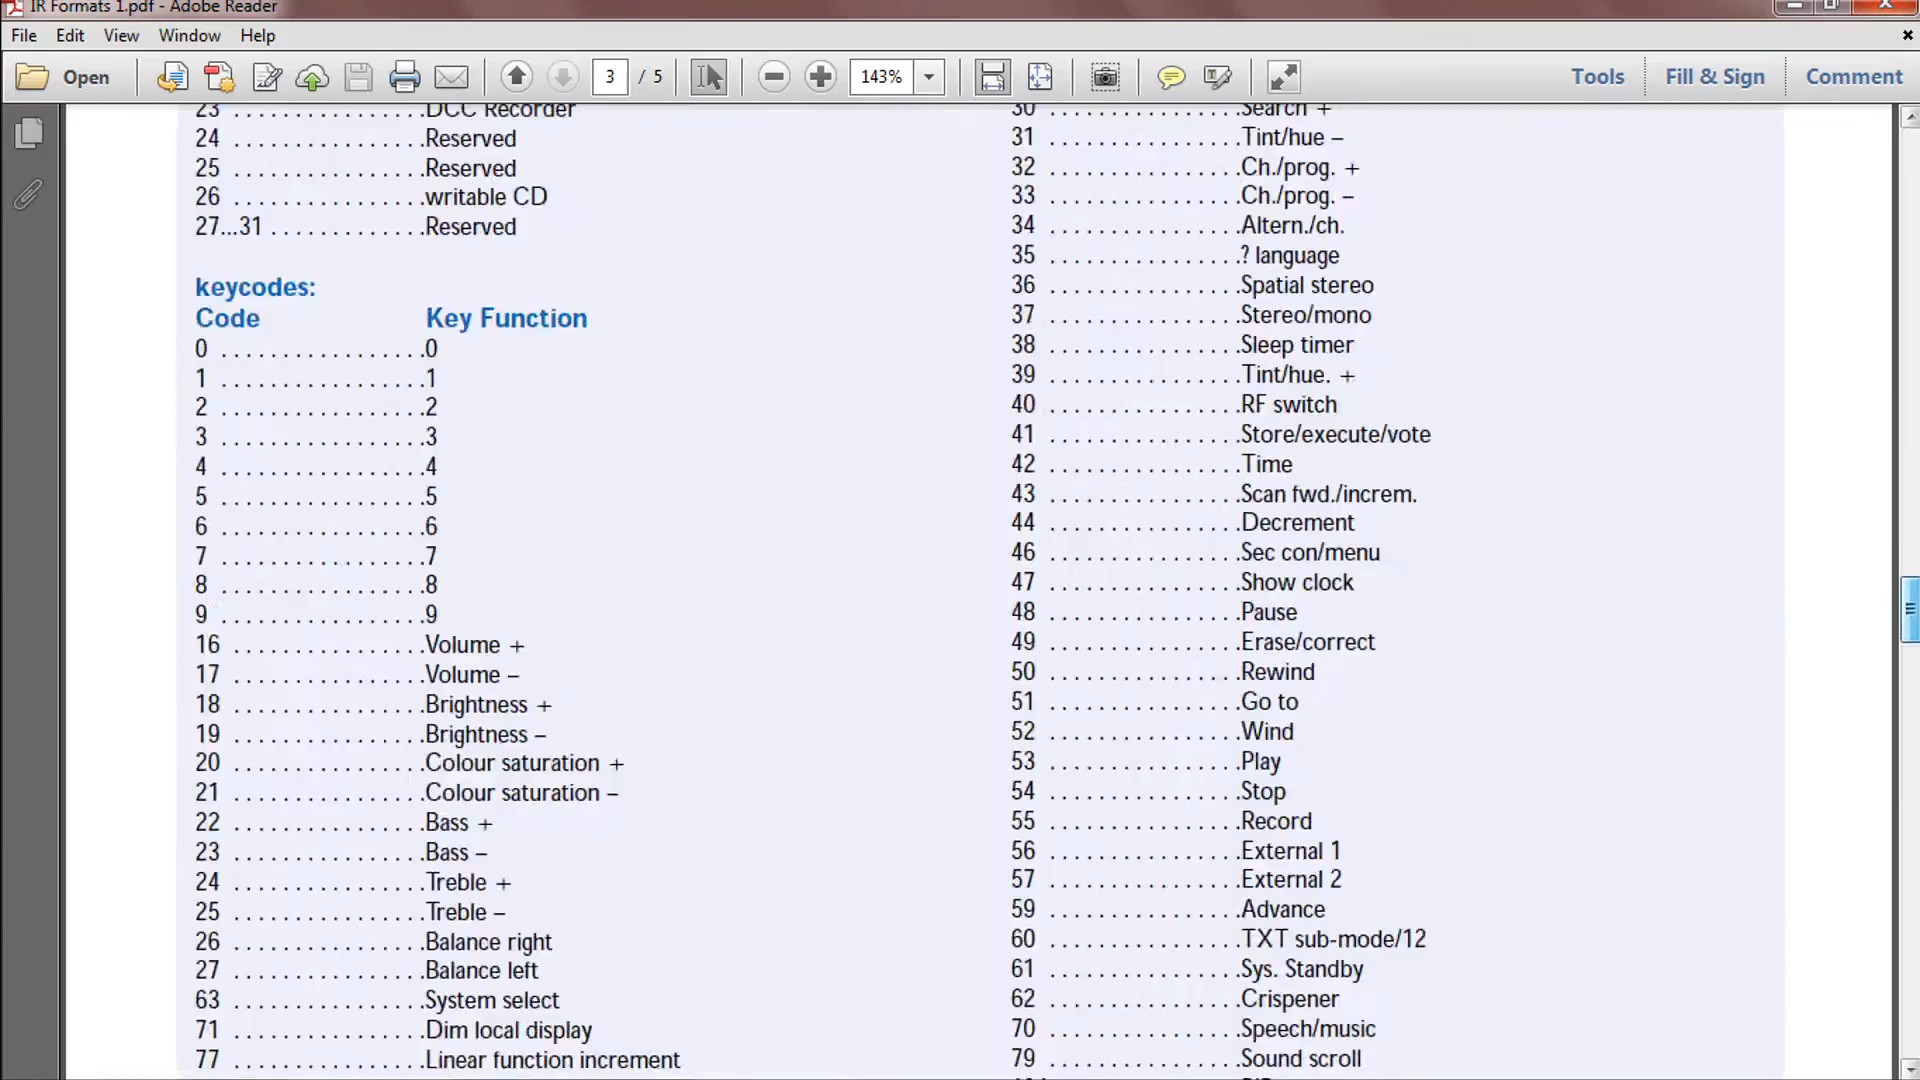 IR Formats 1.pdf - Adobe Reader
File Edit View Window Help
Open 3 / 5 143% Tools Fill & Sign Comment
23 . . . . . . . . . . . . . . . .DCC Recorder
24 . . . . . . . . . . . . . . . .Reserved
25 . . . . . . . . . . . . . . . .Reserved
26 . . . . . . . . . . . . . . . .writable CD
27...31 . . . . . . . . . . . . .Reserved
keycodes:
Code Key Function
0 . . . . . . . . . . . . . . . . .0
1 . . . . . . . . . . . . . . . . .1
2 . . . . . . . . . . . . . . . . .2
3 . . . . . . . . . . . . . . . . .3
4 . . . . . . . . . . . . . . . . .4
5 . . . . . . . . . . . . . . . . .5
6 . . . . . . . . . . . . . . . . .6
7 . . . . . . . . . . . . . . . . .7
8 . . . . . . . . . . . . . . . . .8
9 . . . . . . . . . . . . . . . . .9
16 . . . . . . . . . . . . . . . .Volume +
17 . . . . . . . . . . . . . . . .Volume –
18 . . . . . . . . . . . . . . . .Brightness +
19 . . . . . . . . . . . . . . . .Brightness –
20 . . . . . . . . . . . . . . . .Colour saturation +
21 . . . . . . . . . . . . . . . .Colour saturation –
22 . . . . . . . . . . . . . . . .Bass +
23 . . . . . . . . . . . . . . . .Bass –
24 . . . . . . . . . . . . . . . .Treble +
25 . . . . . . . . . . . . . . . .Treble –
26 . . . . . . . . . . . . . . . .Balance right
27 . . . . . . . . . . . . . . . .Balance left
63 . . . . . . . . . . . . . . . .System select
71 . . . . . . . . . . . . . . . .Dim local display
77 . . . . . . . . . . . . . . . .Linear function increment
30 . . . . . . . . . . . . . . . .Search +
31 . . . . . . . . . . . . . . . .Tint/hue –
32 . . . . . . . . . . . . . . . .Ch./prog. +
33 . . . . . . . . . . . . . . . .Ch./prog. –
34 . . . . . . . . . . . . . . . .Altern./ch.
35 . . . . . . . . . . . . . . . .? language
36 . . . . . . . . . . . . . . . .Spatial stereo
37 . . . . . . . . . . . . . . . .Stereo/mono
38 . . . . . . . . . . . . . . . .Sleep timer
39 . . . . . . . . . . . . . . . .Tint/hue. +
40 . . . . . . . . . . . . . . . .RF switch
41 . . . . . . . . . . . . . . . .Store/execute/vote
42 . . . . . . . . . . . . . . . .Time
43 . . . . . . . . . . . . . . . .Scan fwd./increm.
44 . . . . . . . . . . . . . . . .Decrement
46 . . . . . . . . . . . . . . . .Sec con/menu
47 . . . . . . . . . . . . . . . .Show clock
48 . . . . . . . . . . . . . . . .Pause
49 . . . . . . . . . . . . . . . .Erase/correct
50 . . . . . . . . . . . . . . . .Rewind
51 . . . . . . . . . . . . . . . .Go to
52 . . . . . . . . . . . . . . . .Wind
53 . . . . . . . . . . . . . . . .Play
54 . . . . . . . . . . . . . . . .Stop
55 . . . . . . . . . . . . . . . .Record
56 . . . . . . . . . . . . . . . .External 1
57 . . . . . . . . . . . . . . . .External 2
59 . . . . . . . . . . . . . . . .Advance
60 . . . . . . . . . . . . . . . .TXT sub-mode/12
61 . . . . . . . . . . . . . . . .Sys. Standby
62 . . . . . . . . . . . . . . . .Crispener
70 . . . . . . . . . . . . . . . .Speech/music
79 . . . . . . . . . . . . . . . .Sound scroll